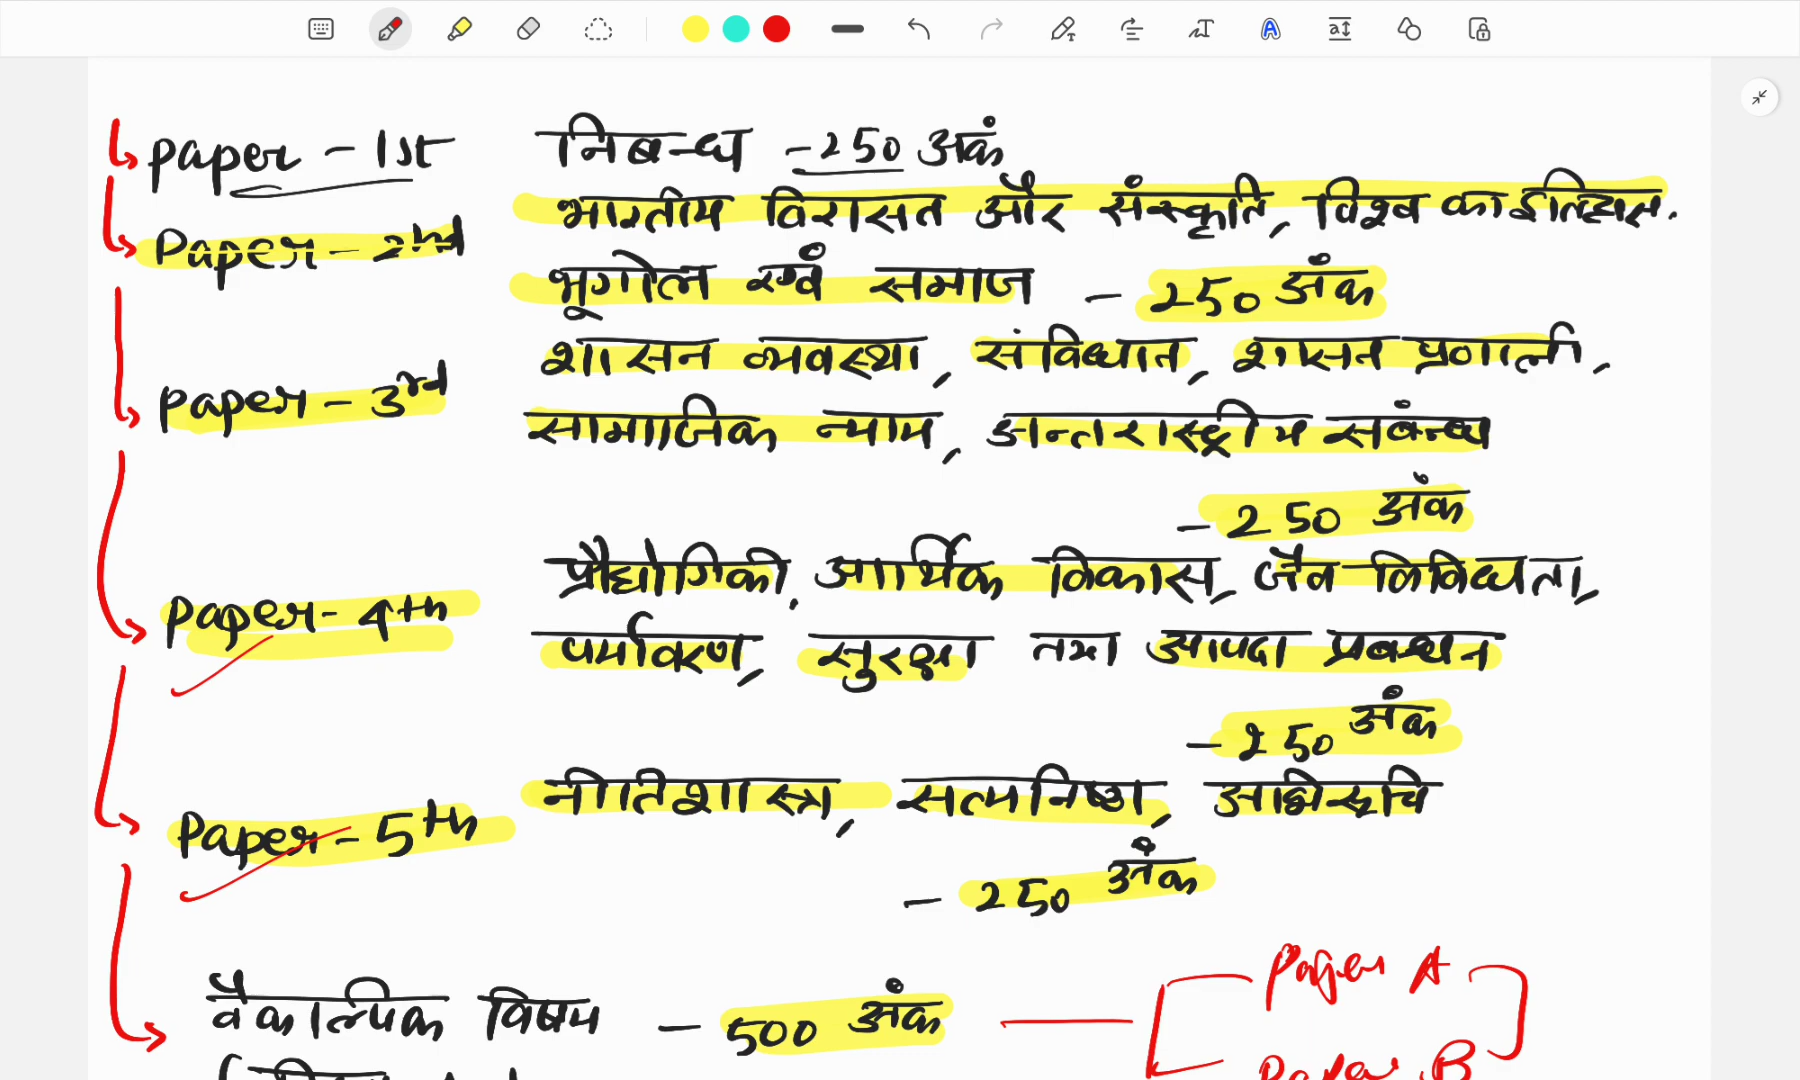 paper - 1st निबन्ध - 250 अंक
भारतीय विरासत और संस्कृति, विश्व का इतिहास.
Paper - 2nd
भूगोल एवं समाज - 250 अंक
शासन व्यवस्था, संविधान, शासन प्रणाली,
paper - 3rd
सामाजिक न्याय, अन्तरास्ट्रीय संबन्ध
- 250 अंक
प्रौद्योगिकी, आर्थिक विकास, जैव विविधता,
Paper - 4th
पर्यावरण, सुरक्षा तथा आपदा प्रबन्धन
- 250 अंक
नीतिशास्त्र, सत्यनिष्ठा, अभिरूचि
Paper - 5th
- 250 अंक
Paper A
वैकल्पिक विषय - 500 अंक
Paper B